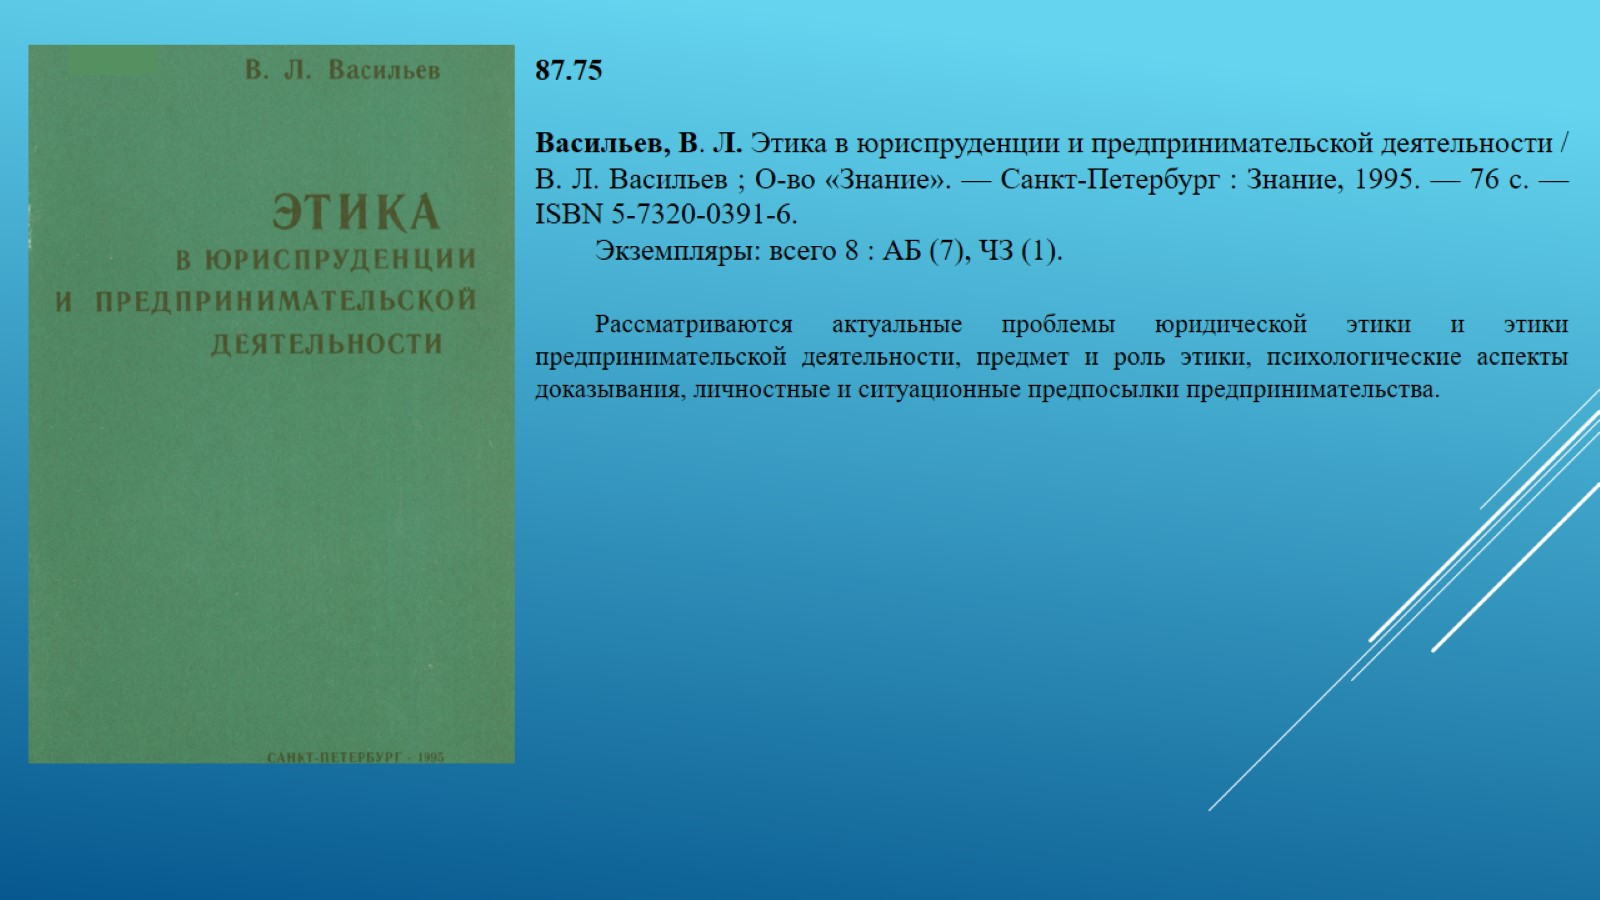 В. Л. Васильев
ЭТИКА
В ЮРИСПРУДЕНЦИИ
И ПРЕДПРИНИМАТЕЛЬСКОЙ
ДЕЯТЕЛЬНОСТИ
САНКТ-ПЕТЕРБУРГ · 1995
87.75
Васильев, В. Л. Этика в юриспруденции и предпринимательской деятельности /
В. Л. Васильев ; О-во «Знание». — Санкт-Петербург : Знание, 1995. — 76 с. —
ISBN 5-7320-0391-6.
Экземпляры: всего 8 : АБ (7), ЧЗ (1).
Рассматриваются актуальные проблемы юридической этики и этики
предпринимательской деятельности, предмет и роль этики, психологические аспекты
доказывания, личностные и ситуационные предпосылки предпринимательства.